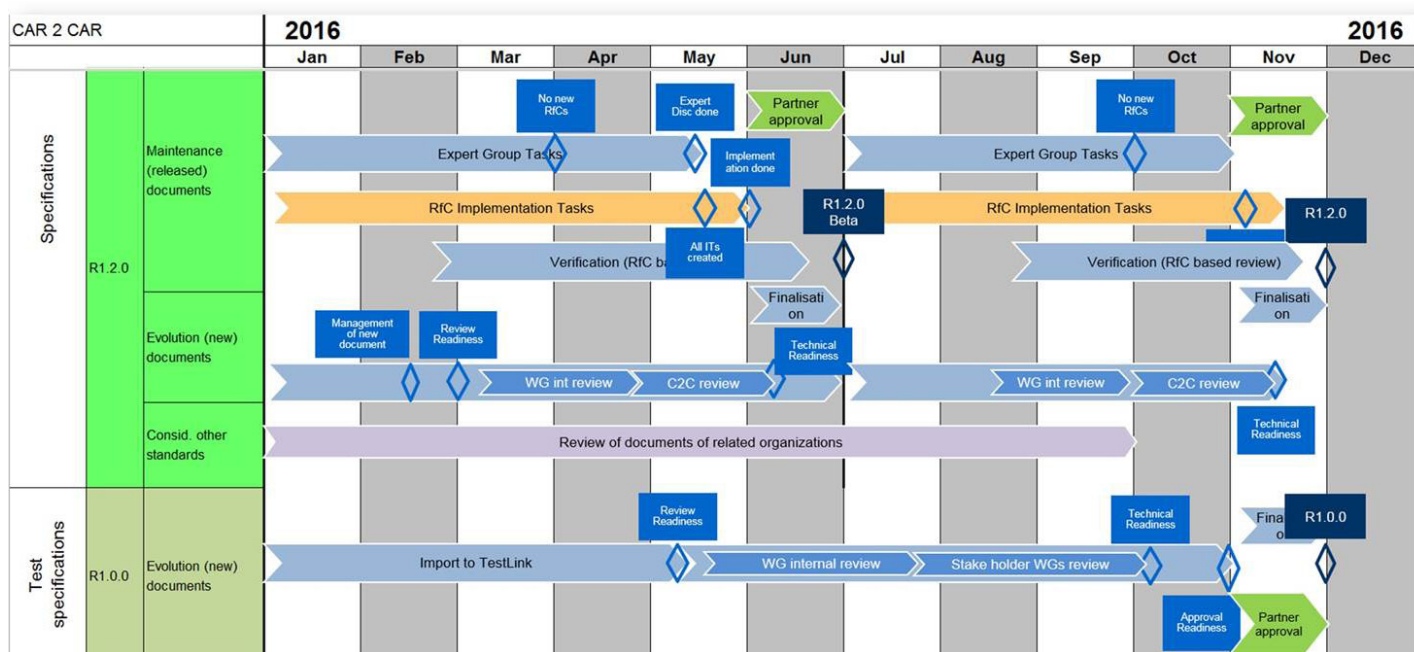 CAR 2 CAR
2016
2016
Jan Feb Mar Apr May Jun Jul Aug Sep Oct Nov Dec
Specifications
R1.2.0
Maintenance
(released)
documents
No new
RfCs
Expert
Disc done
Partner
approval
No new
RfCs
Partner
approval
Expert Group Tasks
Expert Group Tasks
Implement
ation done
RfC Implementation Tasks
R1.2.0
Beta
RfC Implementation Tasks
R1.2.0
All ITs
created
Verification (RfC
Verification (RfC based review)
Evolution (new)
documents
Finalisati
on
Finalisati
on
Management
of new
document
Review
Readiness
Technical
Readiness
WG int review
C2C review
WG int review
C2C review
Technical
Readiness
Consid. other
standards
Review of documents of related organizations
Test
specifications
R1.0.0
Evolution (new)
documents
Review
Readiness
Technical
Readiness
R1.0.0
on
Import to TestLink
WG internal review
Stake holder WGs review
Approval
Readiness
Partner
approval